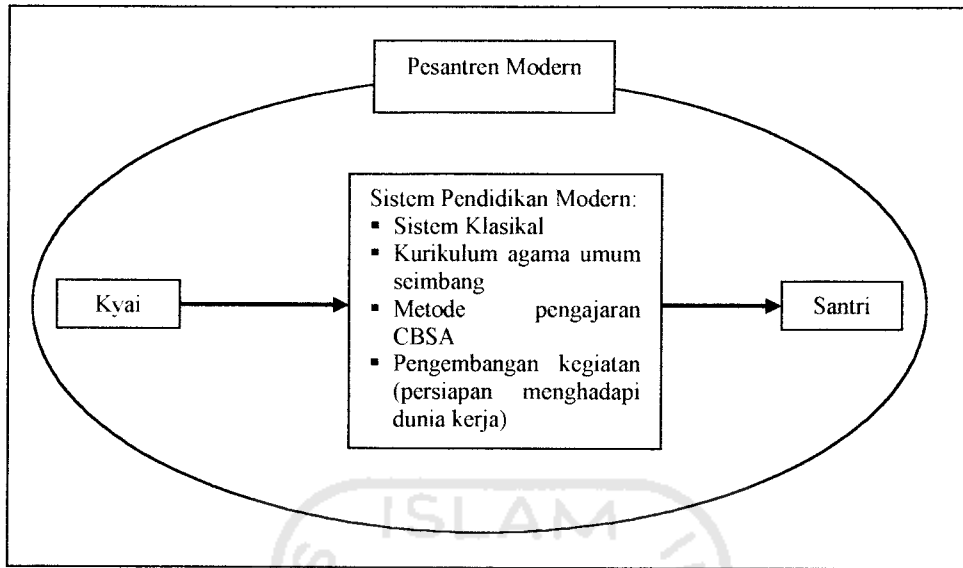 Pesantren Modern
Sistem Pendidikan Modern:
▪ Sistem Klasikal
▪ Kurikulum agama umum
seimbang
▪ Metode pengajaran
CBSA
▪ Pengembangan kegiatan
(persiapan menghadapi
dunia kerja)
Kyai
Santri
ISLAM